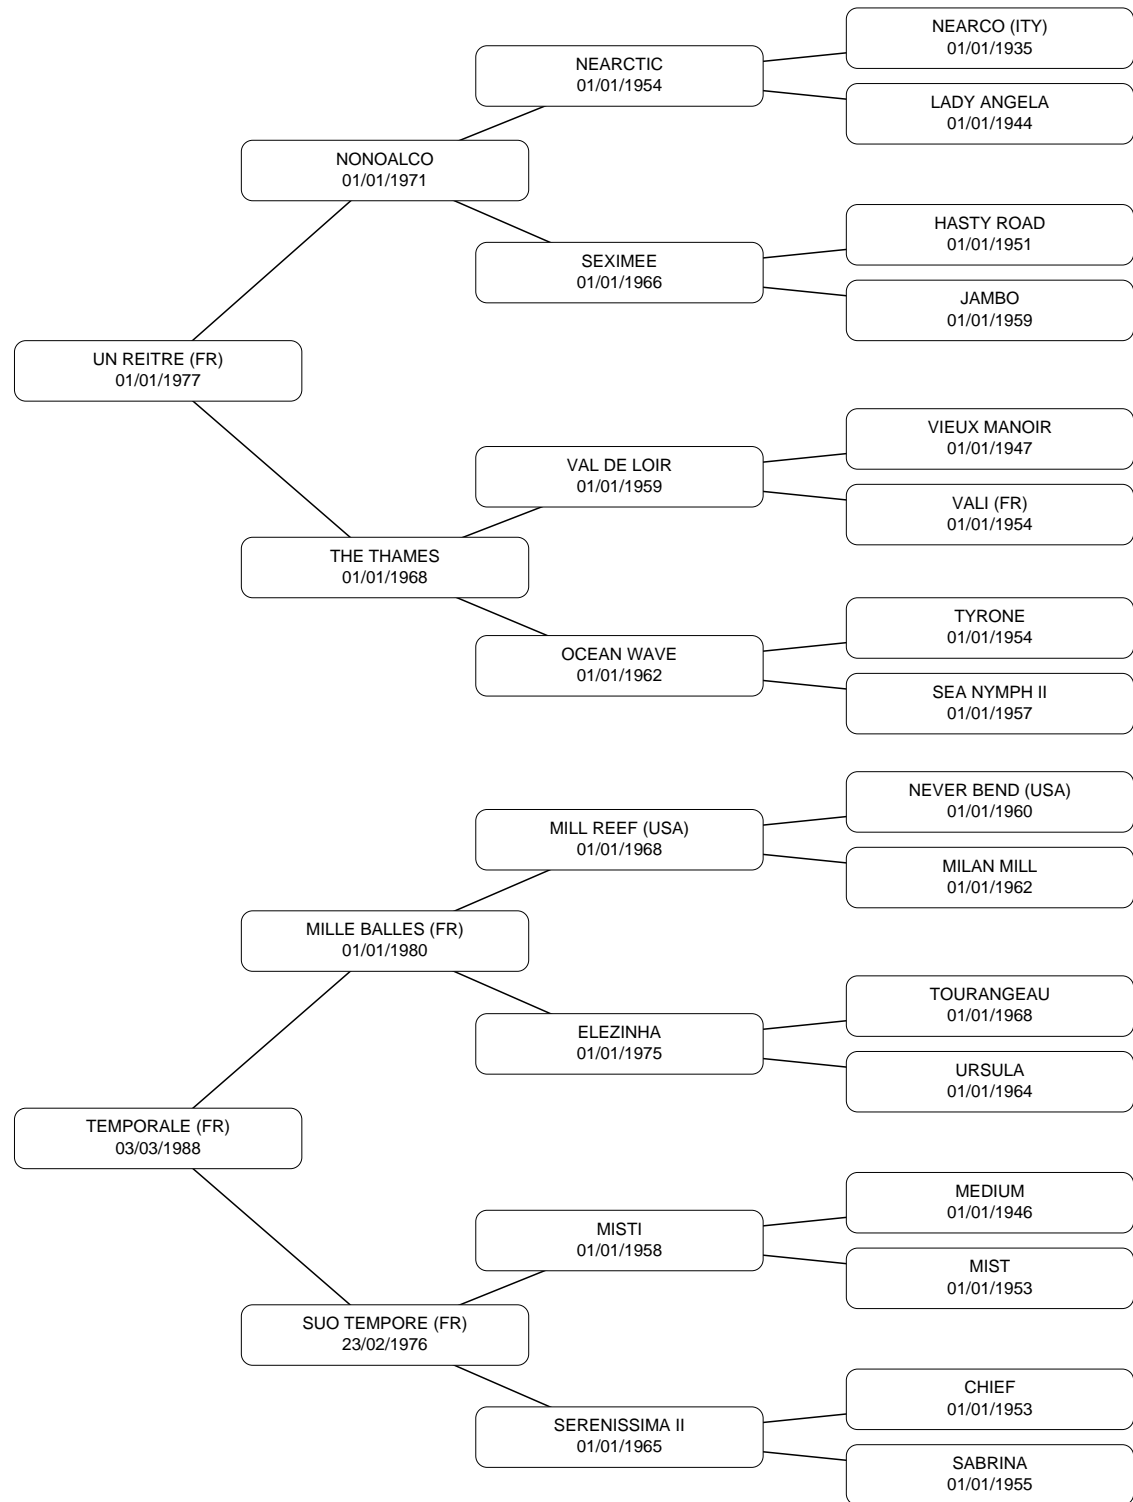 NEARCO (ITY)
01/01/1935
NEARCTIC
01/01/1954
LADY ANGELA
01/01/1944
NONOALCO
01/01/1971
HASTY ROAD
01/01/1951
SEXIMEE
01/01/1966
JAMBO
01/01/1959
UN REITRE (FR)
01/01/1977
VIEUX MANOIR
01/01/1947
VAL DE LOIR
01/01/1959
VALI (FR)
01/01/1954
THE THAMES
01/01/1968
TYRONE
01/01/1954
OCEAN WAVE
01/01/1962
SEA NYMPH II
01/01/1957
NEVER BEND (USA)
01/01/1960
MILL REEF (USA)
01/01/1968
MILAN MILL
01/01/1962
MILLE BALLES (FR)
01/01/1980
TOURANGEAU
01/01/1968
ELEZINHA
01/01/1975
URSULA
01/01/1964
TEMPORALE (FR)
03/03/1988
MEDIUM
01/01/1946
MISTI
01/01/1958
MIST
01/01/1953
SUO TEMPORE (FR)
23/02/1976
CHIEF
01/01/1953
SERENISSIMA II
01/01/1965
SABRINA
01/01/1955